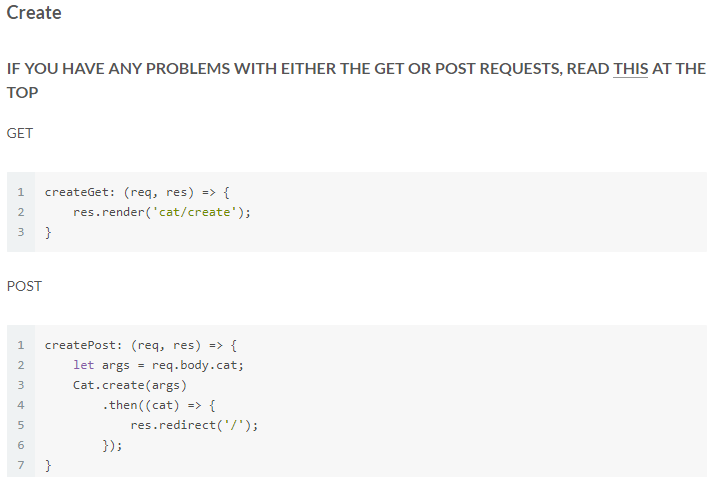 Create
IF YOU HAVE ANY PROBLEMS WITH EITHER THE GET OR POST REQUESTS, READ THIS AT THE
TOP
GET
1 createGet: (req, res) => {
2     res.render('cat/create');
3 }
POST
1 createPost: (req, res) => {
2     let args = req.body.cat;
3     Cat.create(args)
4         .then((cat) => {
5             res.redirect('/');
6         });
7 }